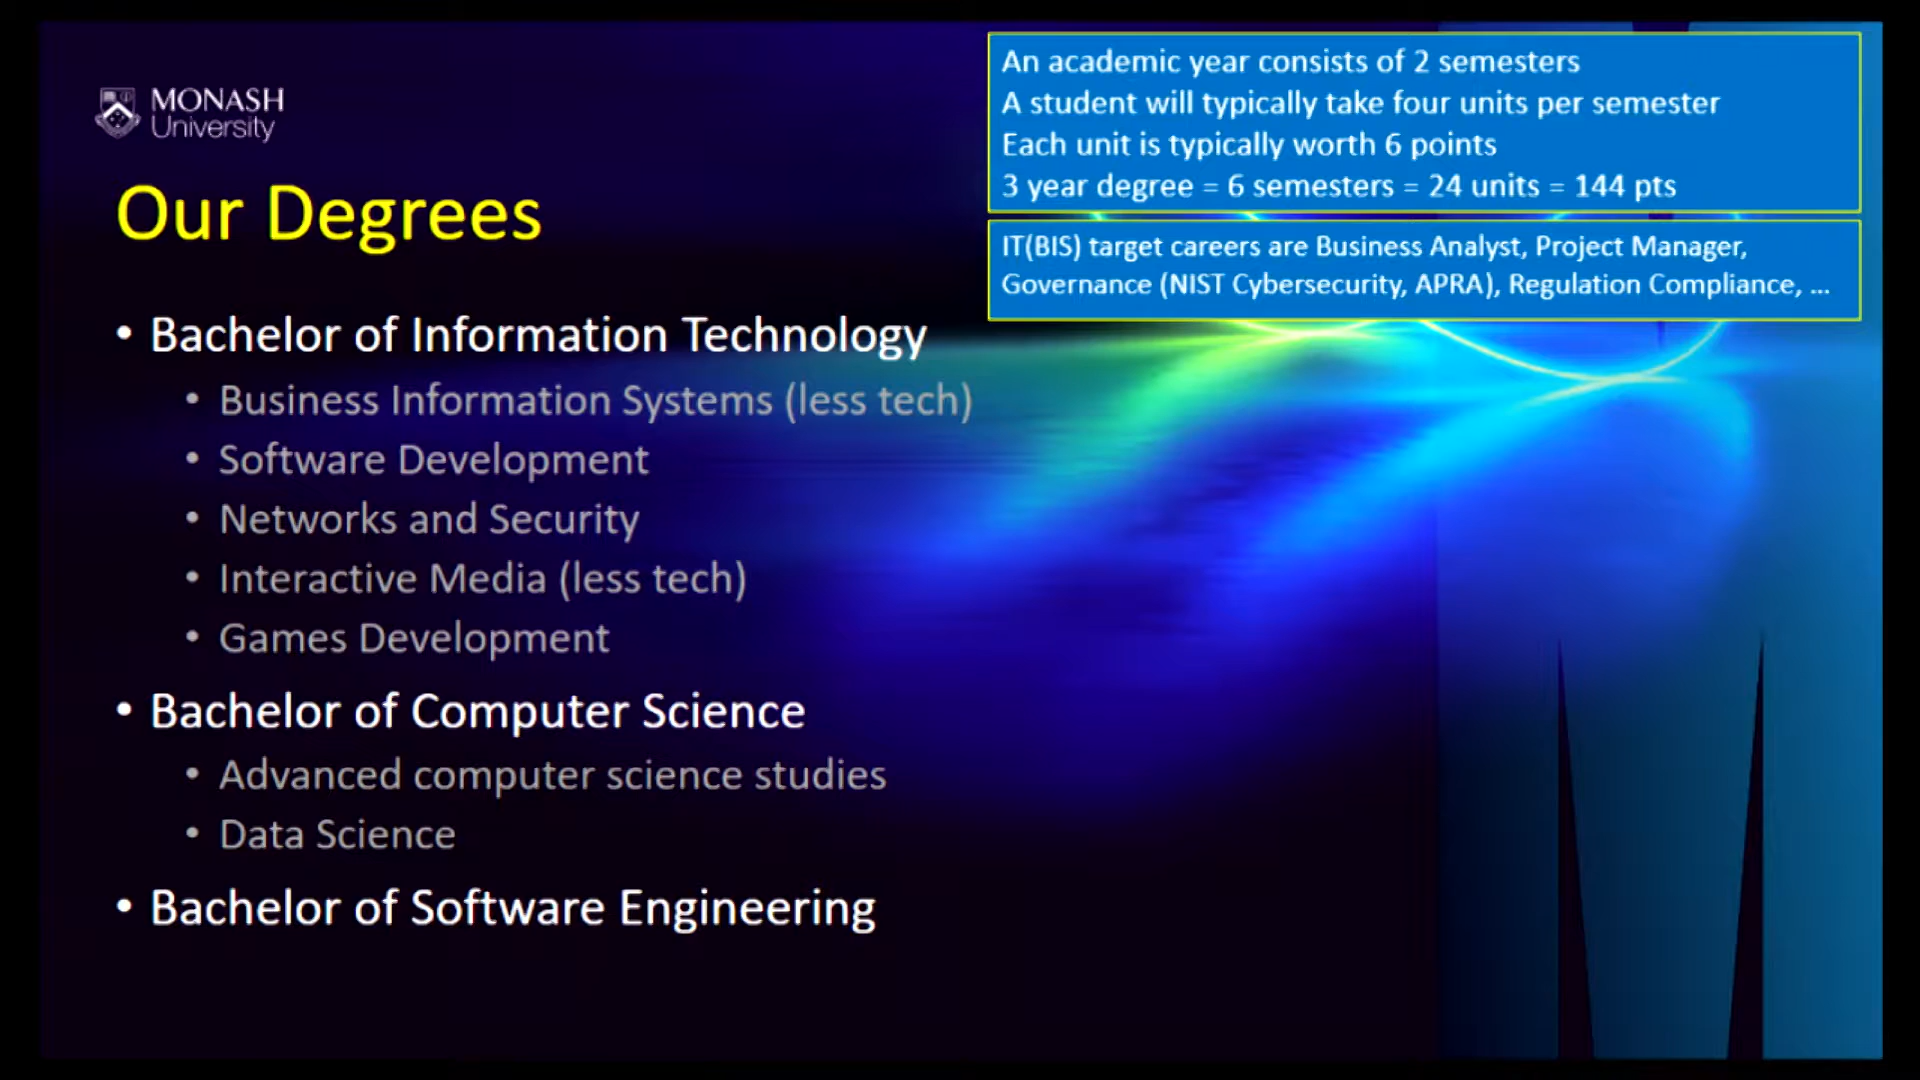 MONASH
University
Our Degrees
• Bachelor of Information Technology
• Business Information Systems (less tech)
• Software Development
• Networks and Security
• Interactive Media (less tech)
• Games Development
• Bachelor of Computer Science
• Advanced computer science studies
• Data Science
• Bachelor of Software Engineering
An academic year consists of 2 semesters
A student will typically take four units per semester
Each unit is typically worth 6 points
3 year degree = 6 semesters = 24 units = 144 pts
IT(BIS) target careers are Business Analyst, Project Manager,
Governance (NIST Cybersecurity, APRA), Regulation Compliance, ...